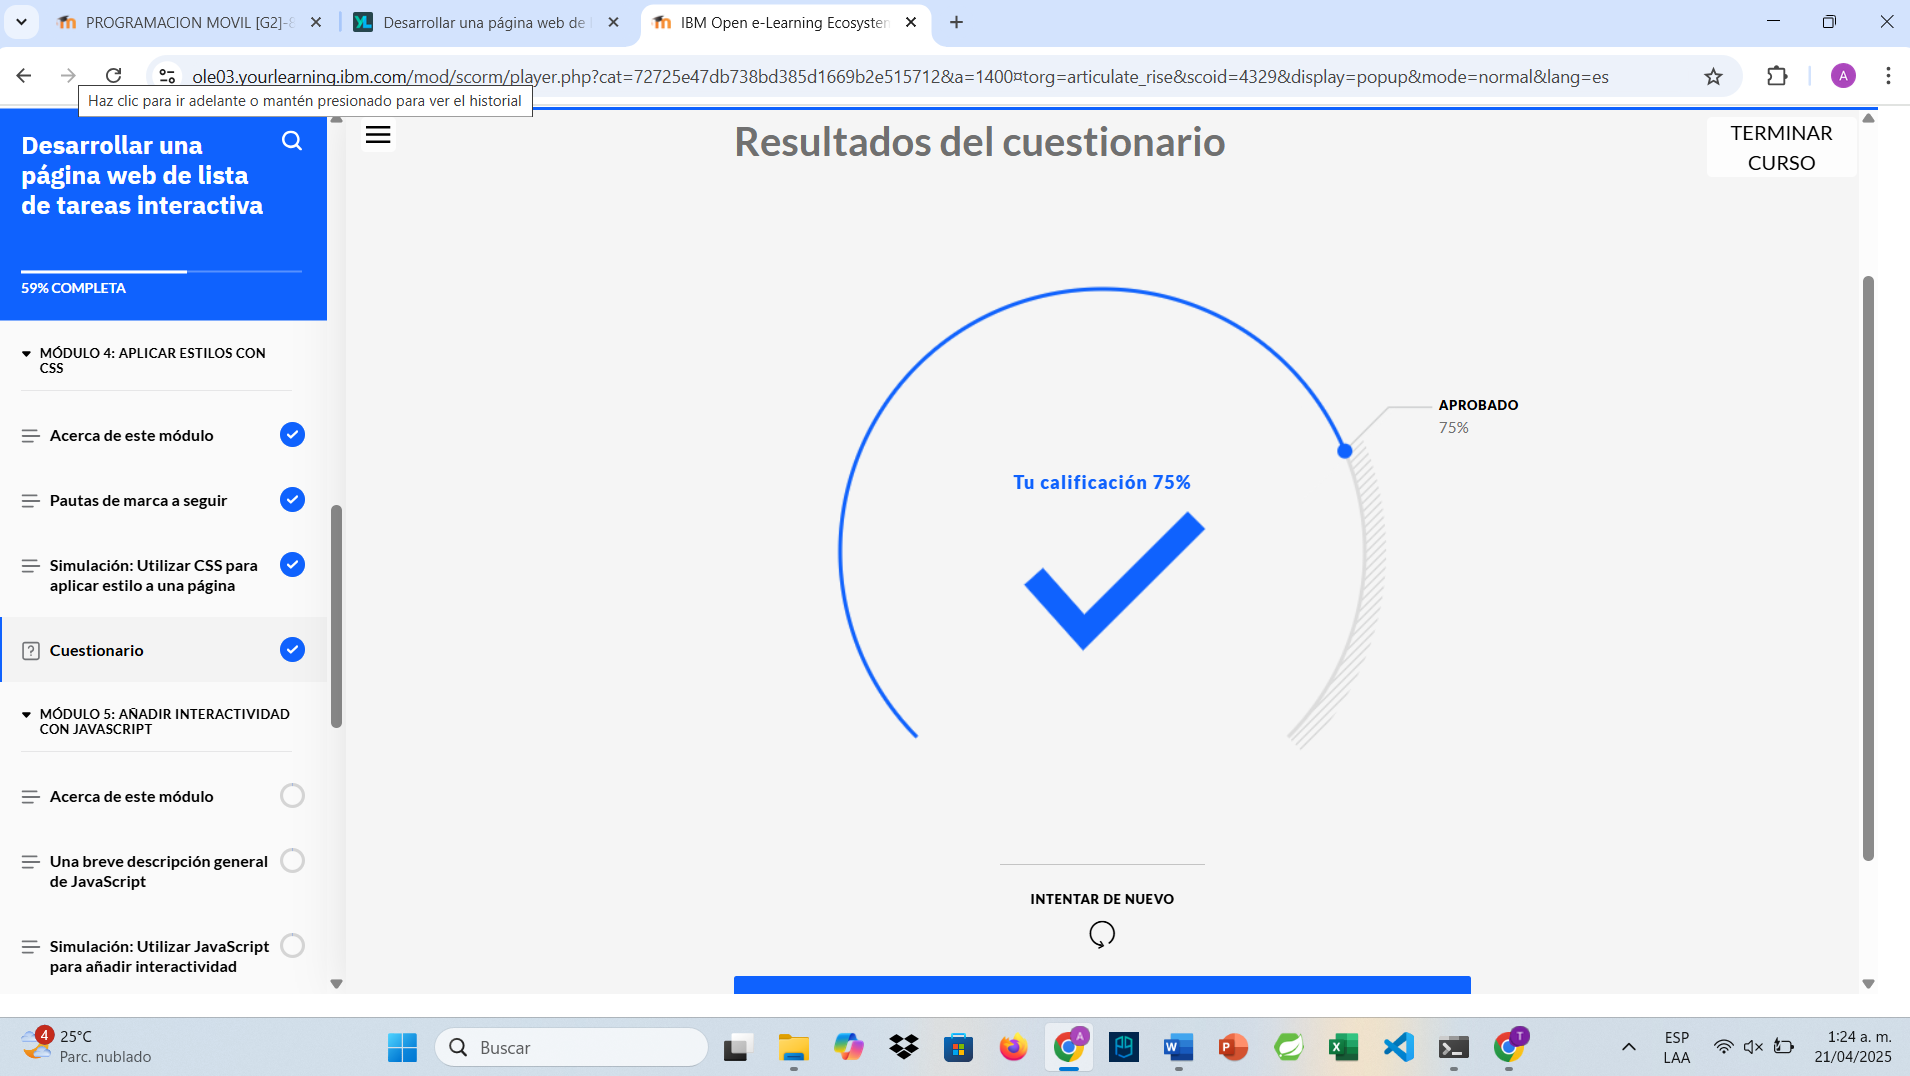 PROGRAMACION MOVIL [G2]-8
Desarrollar una página web de
IBM Open e-Learning Ecosystem
ole03.yourlearning.ibm.com/mod/scorm/player.php?cat=72725e47db738bd385d1669b2e515712&a=1400¤torg=articulate_rise&scoid=4329&display=popup&mode=normal&lang=es
A
Haz clic para ir adelante o mantén presionado para ver el historial
Desarrollar una
página web de lista
de tareas interactiva
59% COMPLETA
MÓDULO 4: APLICAR ESTILOS CON
CSS
Acerca de este módulo
Pautas de marca a seguir
Simulación: Utilizar CSS para
aplicar estilo a una página
Cuestionario
MÓDULO 5: AÑADIR INTERACTIVIDAD
CON JAVASCRIPT
Acerca de este módulo
Una breve descripción general
de JavaScript
Simulación: Utilizar JavaScript
para añadir interactividad
Resultados del cuestionario
TERMINAR
CURSO
APROBADO
75%
Tu calificación 75%
INTENTAR DE NUEVO
4
25°C
Parc. nublado
Buscar
A
T
ESP
LAA
1:24 a. m.
21/04/2025